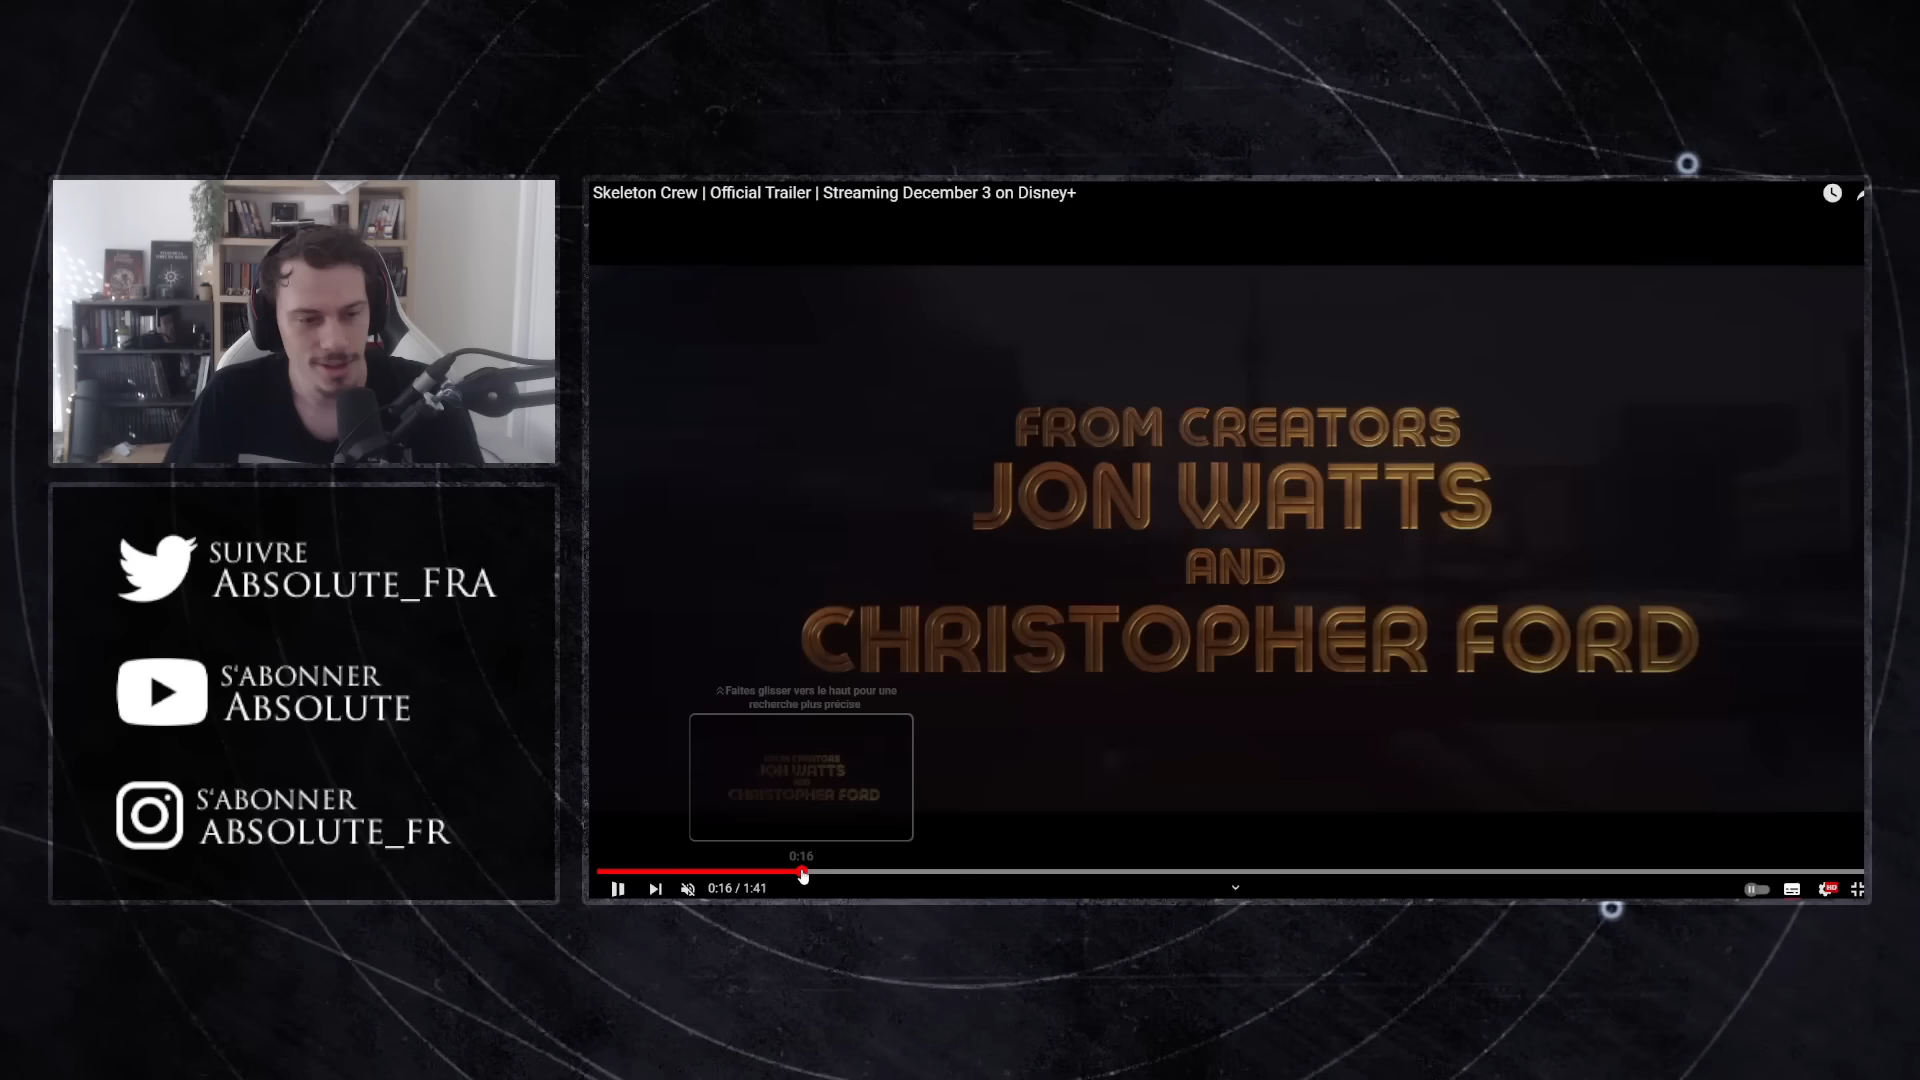 Skeleton Crew | Official Trailer | Streaming December 3 on Disney+
FROM CREATORS
JON WATTS
AND
CHRISTOPHER FORD
SUIVRE
ABSOLUTE_FRA
S'ABONNER
ABSOLUTE
S'ABONNER
ABSOLUTE_FR
Faites glisser vers le haut pour une
recherche plus précise
FROM CREATORS
JON WATTS
AND
CHRISTOPHER FORD
0:16
0:16 / 1:41
HD